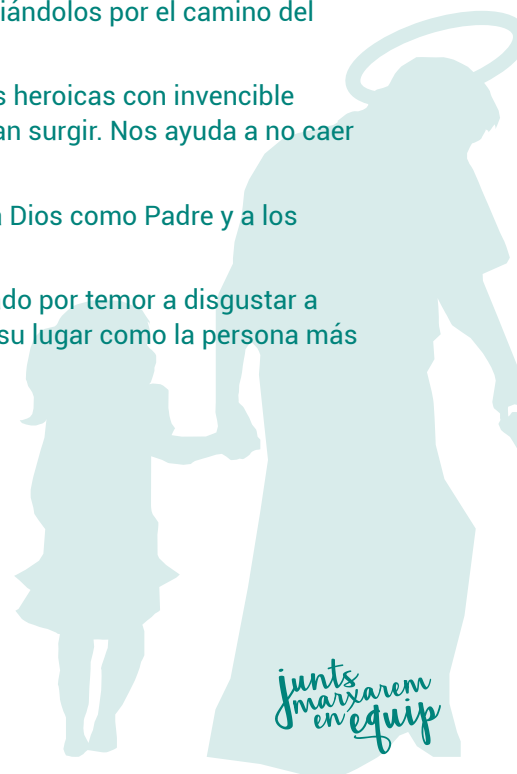 iándolos por el camino del
s heroicas con invencible
an surgir. Nos ayuda a no caer
a Dios como Padre y a los
ado por temor a disgustar a
su lugar como la persona más
junts
marxarem
en equip